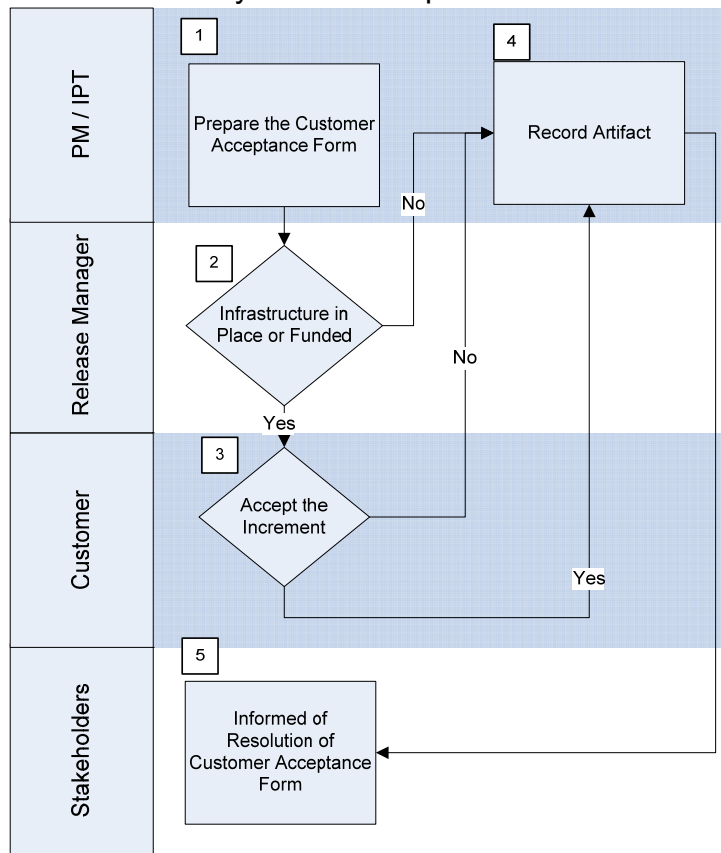 PM / IPT
1
Prepare the Customer
Acceptance Form
4
Record Artifact
No
Release Manager
2
Infrastructure in
Place or Funded
No
Yes
Customer
3
Accept the
Increment
Yes
Stakeholders
5
Informed of
Resolution of
Customer Acceptance
Form